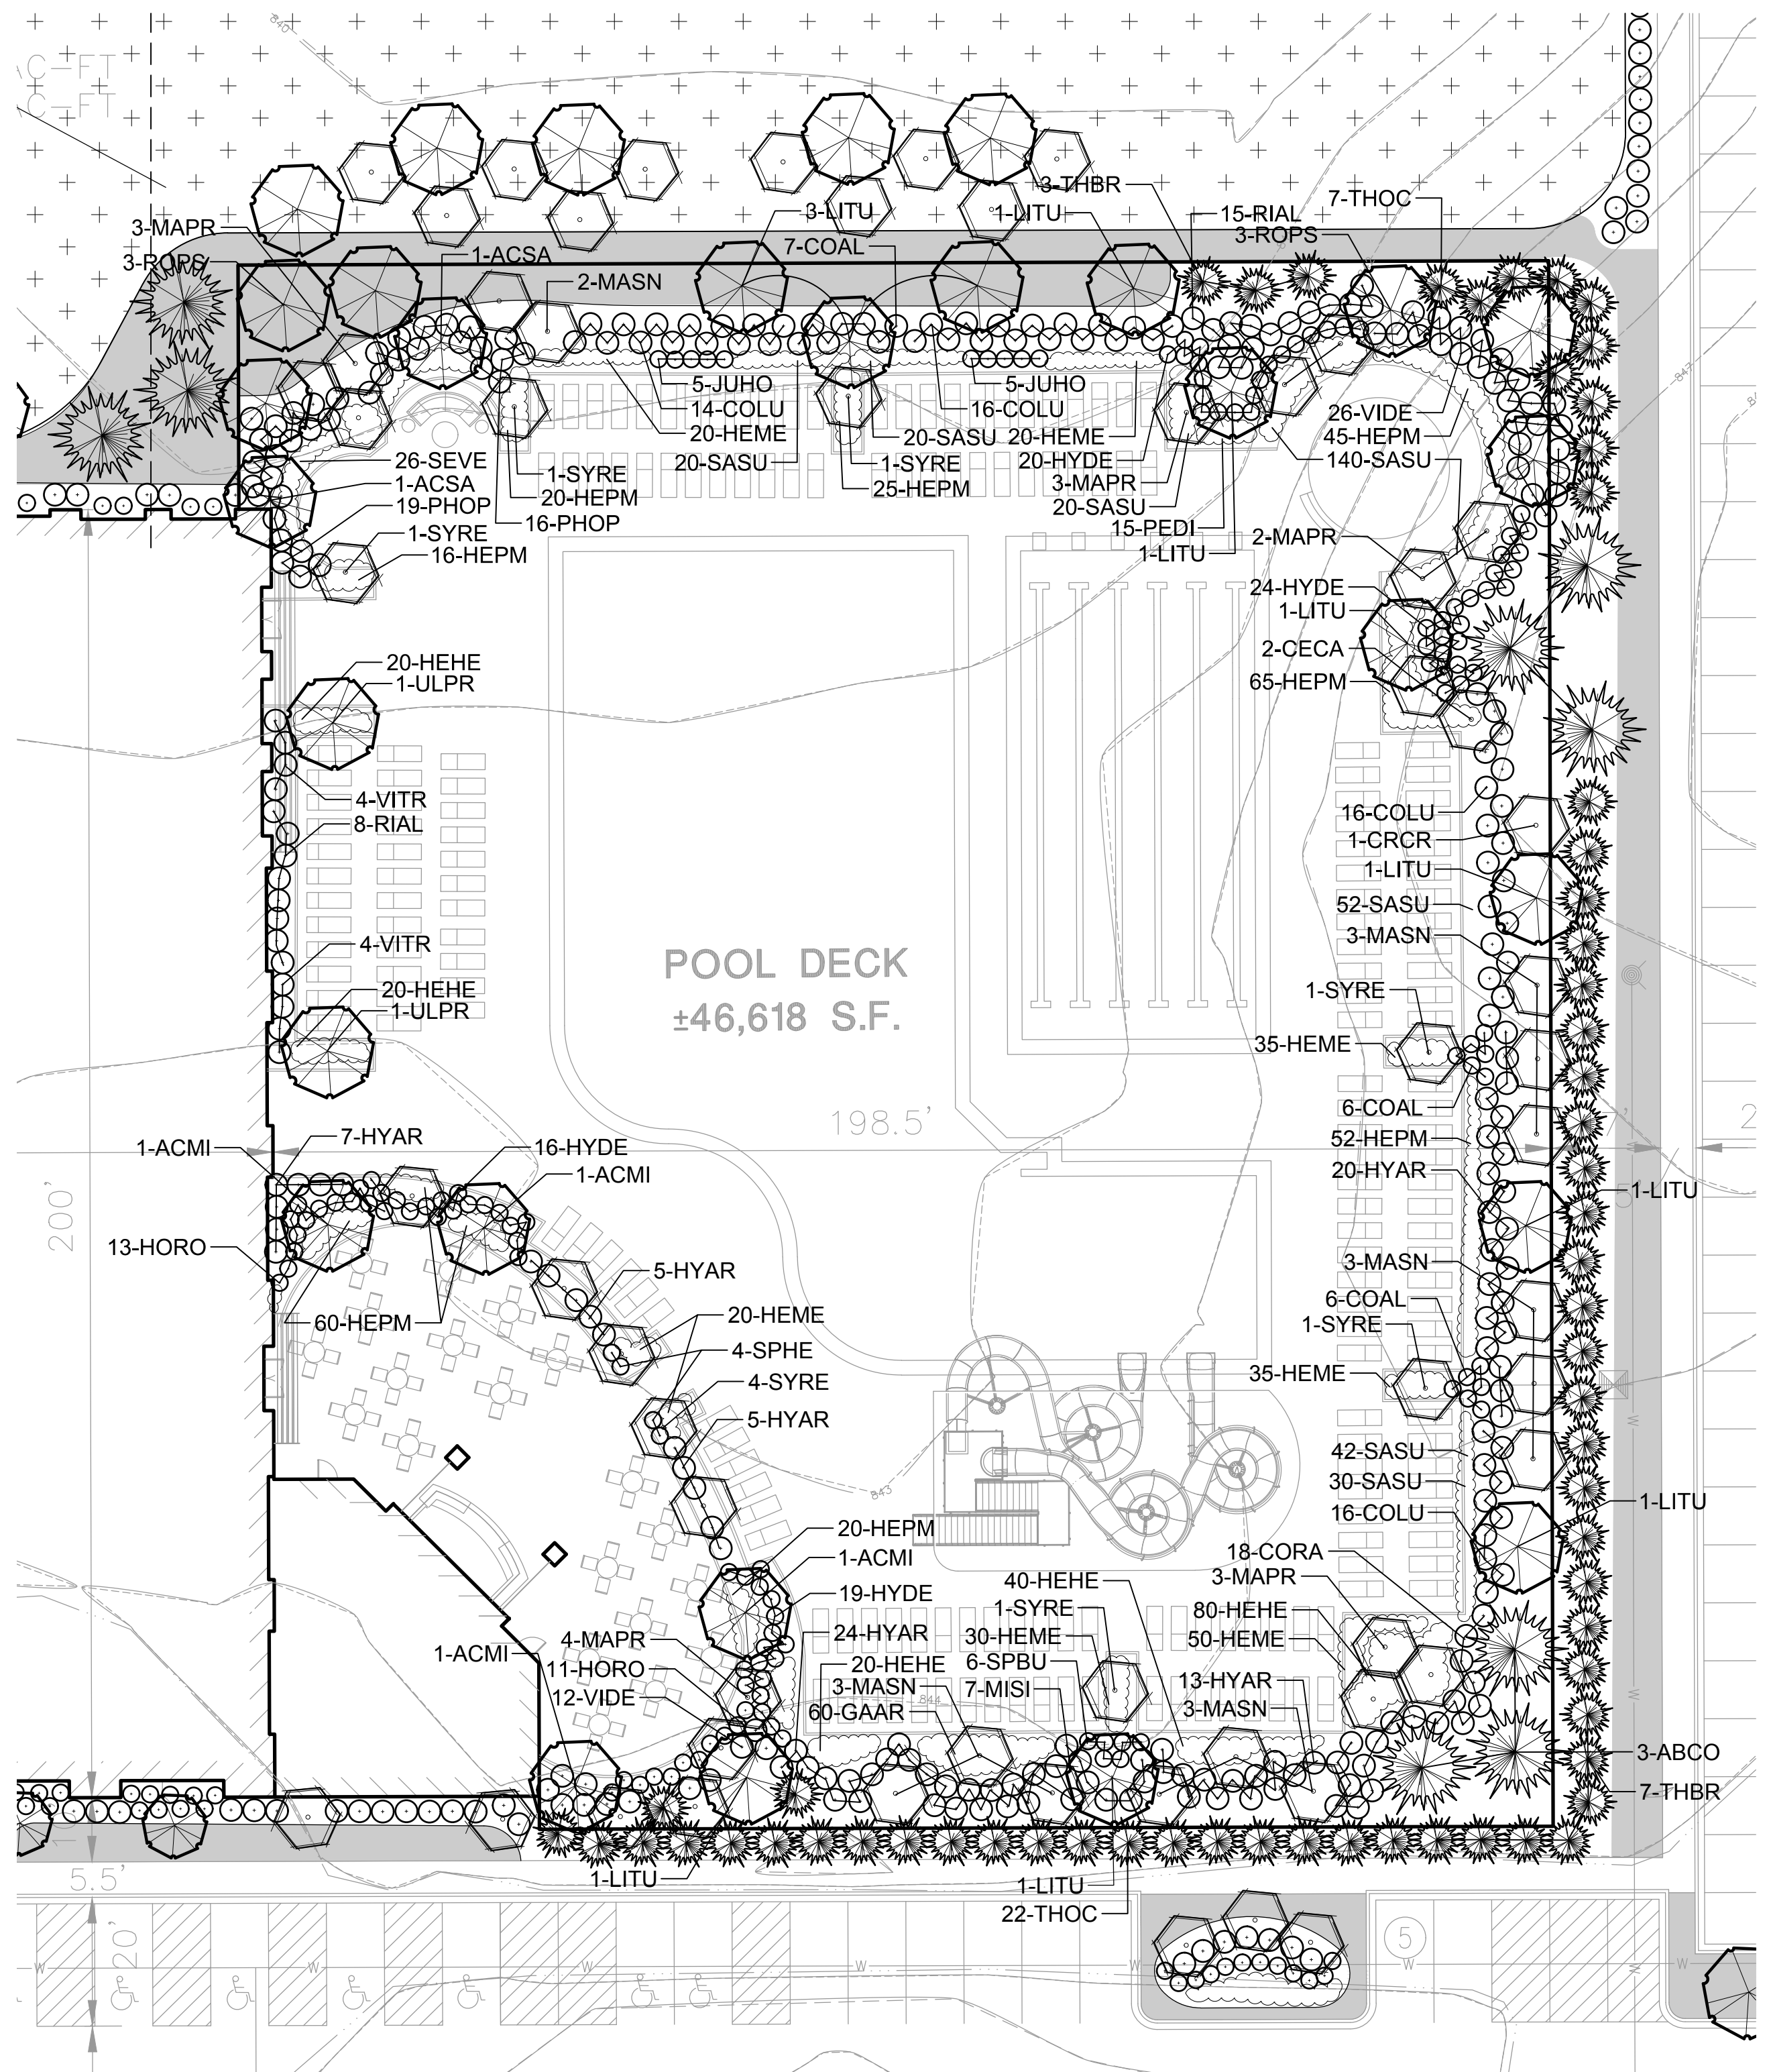 840
C-FT
C-FT
3-THBR
7-THOC
3-LITU
1-LITU
15-RIAL
3-MAPR
3-ROPS
7-COAL
1-ACSA
3-ROPS
2-MASN
5-JUHO
5-JUHO
14-COLU
16-COLU
26-VIDE
20-HEME
20-SASU
20-HEME
45-HEPM
26-SEVE
20-SASU
1-SYRE
20-HYDE
140-SASU
1-ACSA
1-SYRE
25-HEPM
3-MAPR
19-PHOP
20-HEPM
20-SASU
16-PHOP
15-PEDI
1-SYRE
1-LITU
2-MAPR
16-HEPM
24-HYDE
1-LITU
2-CECA
20-HEHE
65-HEPM
1-ULPR
4-VITR
16-COLU
8-RIAL
1-CRCR
1-LITU
52-SASU
4-VITR
3-MASN
POOL DECK
±46,618 S.F.
20-HEHE
1-SYRE
1-ULPR
35-HEME
198.5'
6-COAL
1-ACMI
7-HYAR
16-HYDE
52-HEPM
1-ACMI
20-HYAR
1-LITU
200'
13-HORO
5-HYAR
3-MASN
60-HEPM
20-HEME
6-COAL
4-SPHE
1-SYRE
4-SYRE
35-HEME
5-HYAR
42-SASU
843
30-SASU
1-LITU
16-COLU
20-HEPM
1-ACMI
18-CORA
40-HEHE
3-MAPR
19-HYDE
1-SYRE
80-HEHE
24-HYAR
30-HEME
50-HEME
4-MAPR
1-ACMI
20-HEHE
6-SPBU
11-HORO
3-MASN
7-MISI
13-HYAR
12-VIDE
60-GAAR
844
3-MASN
3-ABCO
7-THBR
5.5'
1-LITU
1-LITU
22-THOC
20'
5
W
W
W
W
W
W
W
W